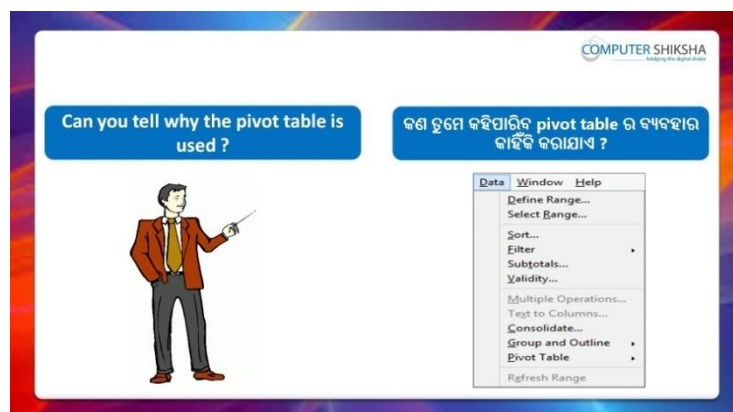 COMPUTER SHIKSHA
bridging the digital divide
Can you tell why the pivot table is
used ?
କଣ ତୁମେ କହିପାରିବ pivot table ର ବ୍ୟବହାର
କାହିଁକି କରାଯାଏ ?
Data Window Help
Define Range...
Select Range...
Sort...
Filter
Subtotals...
Validity...
Multiple Operations...
Text to Columns...
Consolidate...
Group and Outline
Pivot Table
Refresh Range